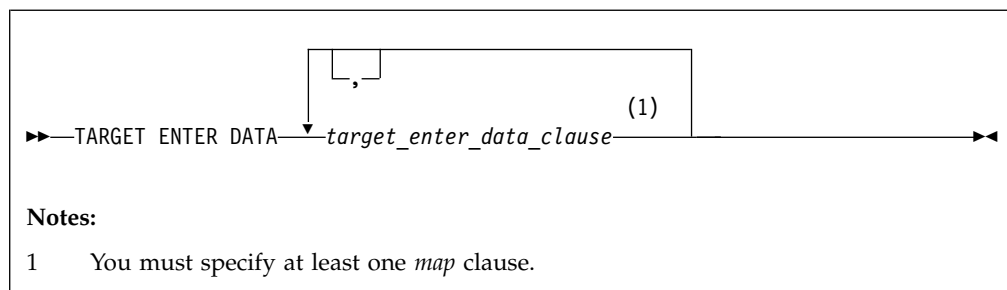 ,
(1)
TARGET ENTER DATA target_enter_data_clause
Notes:
1 You must specify at least one map clause.